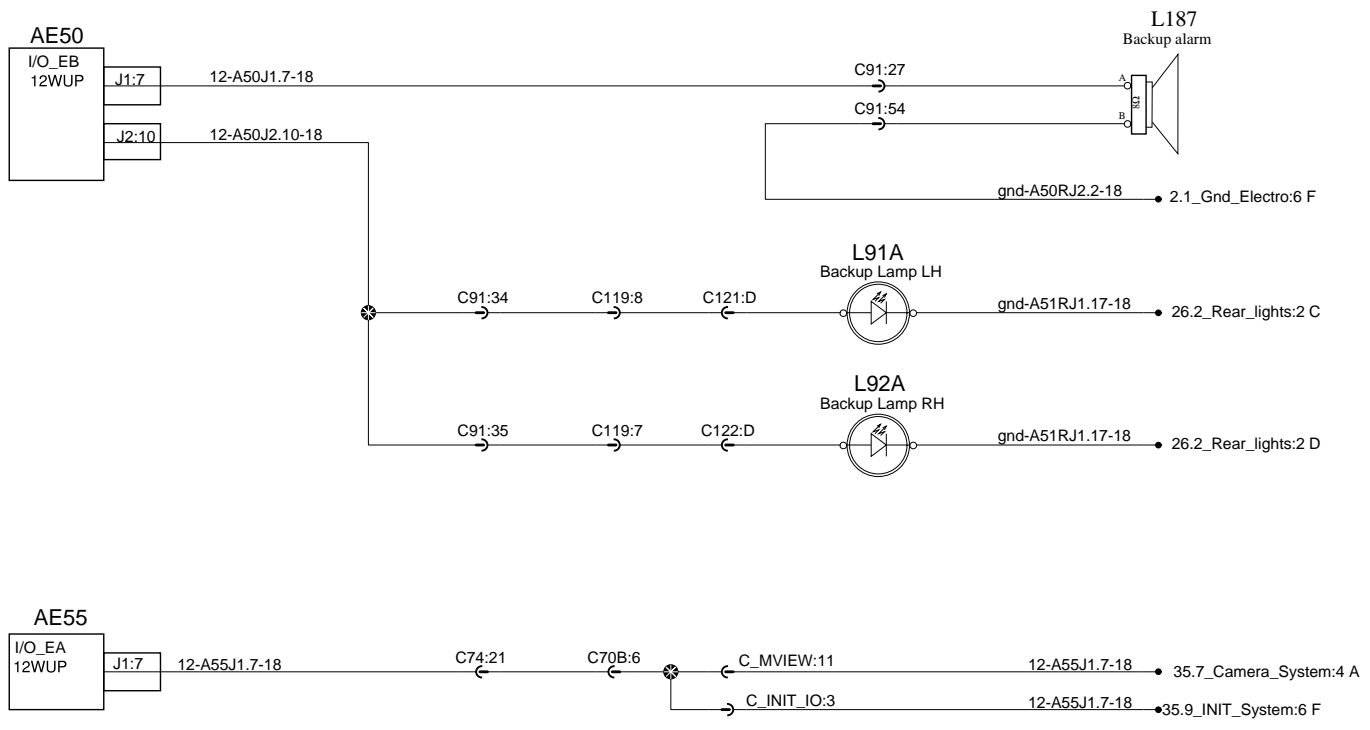 L187
Backup alarm
AE50
I/O_EB
12WUP
J1:7
12-A50J1.7-18
C91:27
A
8Ω
C91:54
B
J2:10
12-A50J2.10-18
gnd-A50RJ2.2-18
2.1_Gnd_Electro:6 F
L91A
Backup Lamp LH
C91:34
C119:8
C121:D
gnd-A51RJ1.17-18
26.2_Rear_lights:2 C
L92A
Backup Lamp RH
C91:35
C119:7
C122:D
gnd-A51RJ1.17-18
26.2_Rear_lights:2 D
AE55
I/O_EA
12WUP
J1:7
12-A55J1.7-18
C74:21
C70B:6
C_MVIEW:11
12-A55J1.7-18
35.7_Camera_System:4 A
C_INIT_IO:3
12-A55J1.7-18
35.9_INIT_System:6 F